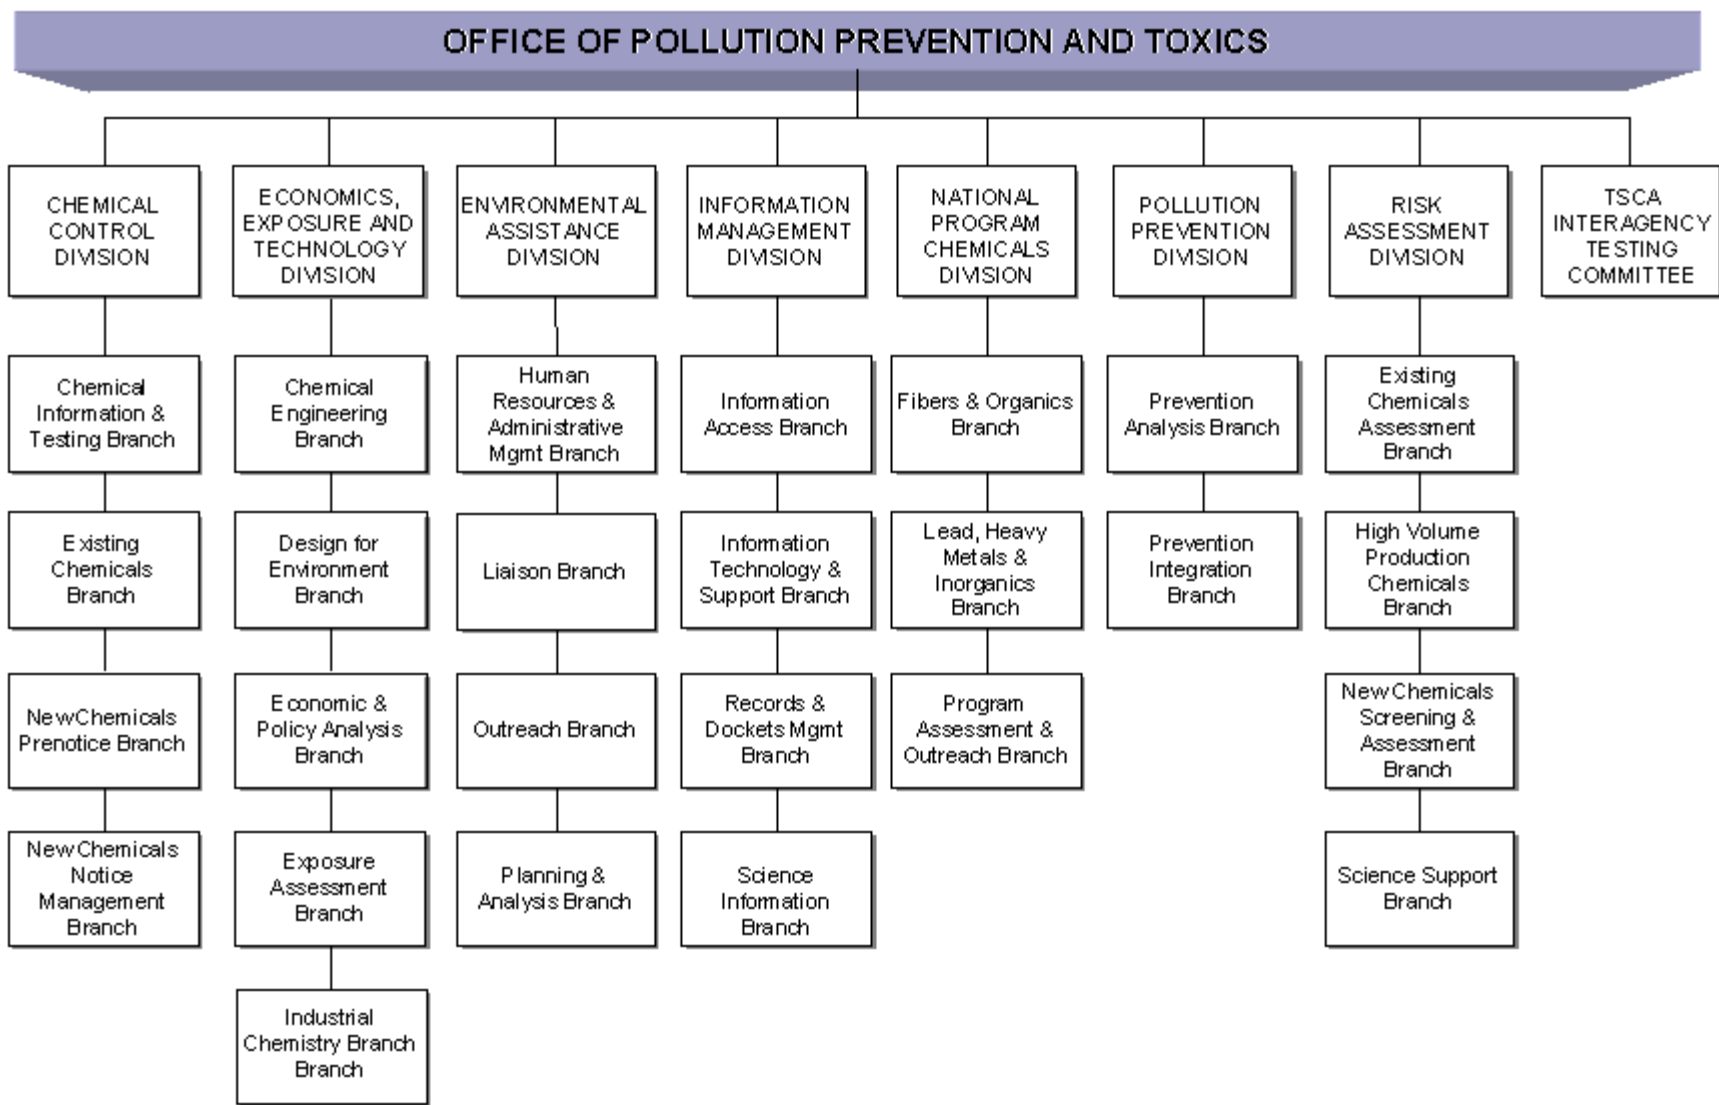 OFFICE OF POLLUTION PREVENTION AND TOXICS
CHEMICAL
CONTROL
DIVISION
ECONOMICS,
EXPOSURE AND
TECHNOLOGY
DIVISION
ENVIRONMENTAL
ASSISTANCE
DIVISION
INFORMATION
MANAGEMENT
DIVISION
NATIONAL
PROGRAM
CHEMICALS
DIVISION
POLLUTION
PREVENTION
DIVISION
RISK
ASSESSMENT
DIVISION
TSCA
INTERAGENCY
TESTING
COMMITTEE
Chemical
Information &
Testing Branch
Chemical
Engineering
Branch
Human
Resources &
Administrative
Mgmt Branch
Information
Access Branch
Fibers & Organics
Branch
Prevention
Analysis Branch
Existing
Chemicals
Assessment
Branch
Existing
Chemicals
Branch
Design for
Environment
Branch
Liaison Branch
Information
Technology &
Support Branch
Lead, Heavy
Metals &
Inorganics
Branch
Prevention
Integration
Branch
High Volume
Production
Chemicals
Branch
New Chemicals
Prenotice Branch
Economic &
Policy Analysis
Branch
Outreach Branch
Records &
Dockets Mgmt
Branch
Program
Assessment &
Outreach Branch
New Chemicals
Screening &
Assessment
Branch
New Chemicals
Notice
Management
Branch
Exposure
Assessment
Branch
Planning &
Analysis Branch
Science
Information
Branch
Science Support
Branch
Industrial
Chemistry Branch
Branch